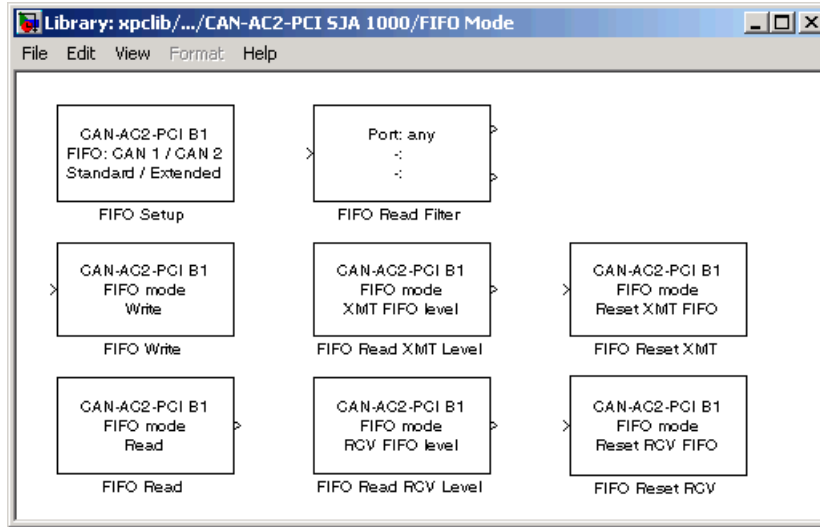 Library: xpclib/.../CAN-AC2-PCI SJA 1000/FIFO Mode
File Edit View Format Help
CAN-AC2-PCI B1
FIFO: CAN 1 / CAN 2
Standard / Extended
FIFO Setup
Port: any
-:
-:
FIFO Read Filter
CAN-AC2-PCI B1
FIFO mode
Write
FIFO Write
CAN-AC2-PCI B1
FIFO mode
XMT FIFO level
FIFO Read XMT Level
CAN-AC2-PCI B1
FIFO mode
Reset XMT FIFO
FIFO Reset XMT
CAN-AC2-PCI B1
FIFO mode
Read
FIFO Read
CAN-AC2-PCI B1
FIFO mode
RCV FIFO level
FIFO Read RCV Level
CAN-AC2-PCI B1
FIFO mode
Reset RCV FIFO
FIFO Reset RCV